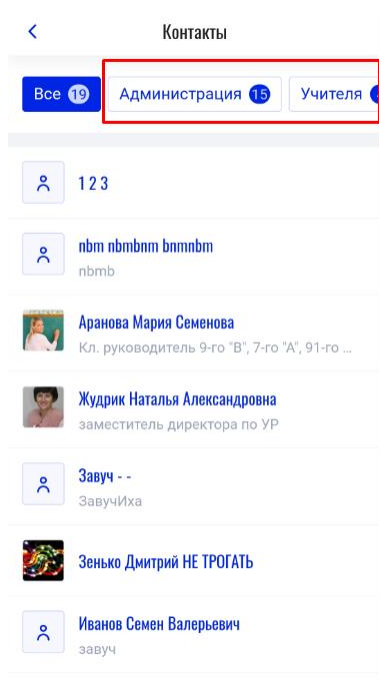 Контакты
Все 19
Администрация 15
Учителя
1 2 3
nbm nbmbnm bnmnbm
nbmb
Аранова Мария Семенова
Кл. руководитель 9-го "В", 7-го "А", 91-го ...
Жудрик Наталья Александровна
заместитель директора по УР
Завуч - -
ЗавучИха
Зенько Дмитрий НЕ ТРОГАТЬ
Иванов Семен Валерьевич
завуч